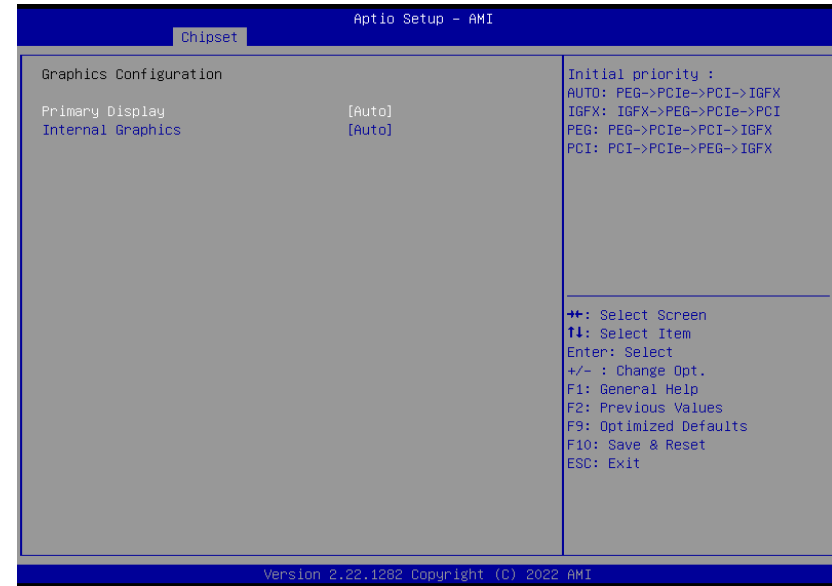 Aptio Setup – AMI
Chipset
Graphics Configuration
Primary Display [Auto]
Internal Graphics [Auto]
Initial priority :
AUTO: PEG->PCIe->PCI->IGFX
IGFX: IGFX->PEG->PCIe->PCI
PEG: PEG->PCIe->PCI->IGFX
PCI: PCI->PCIe->PEG->IGFX
→←: Select Screen
↑↓: Select Item
Enter: Select
+/- : Change Opt.
F1: General Help
F2: Previous Values
F9: Optimized Defaults
F10: Save & Reset
ESC: Exit
Version 2.22.1282 Copyright (C) 2022 AMI